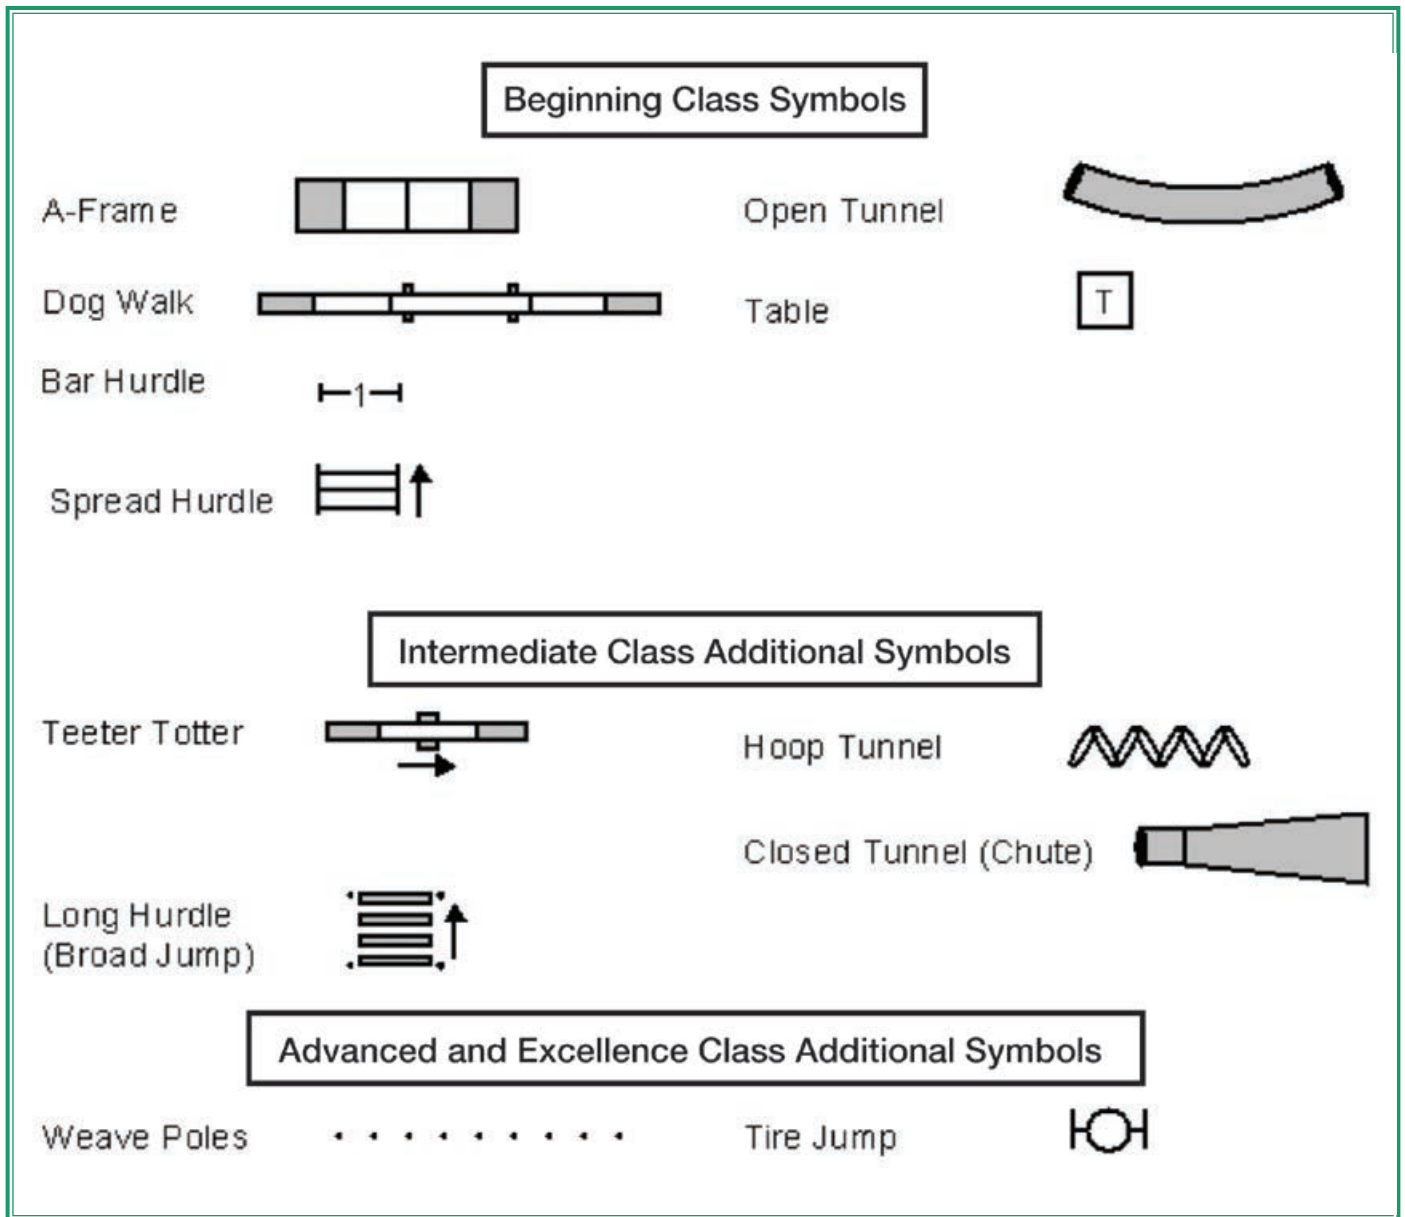 Beginning Class Symbols
A-Frame
Open Tunnel
Dog Walk
Table
T
Bar Hurdle
1
Spread Hurdle
Intermediate Class Additional Symbols
Teeter Totter
Hoop Tunnel
Closed Tunnel (Chute)
Long Hurdle
(Broad Jump)
Advanced and Excellence Class Additional Symbols
Weave Poles
Tire Jump